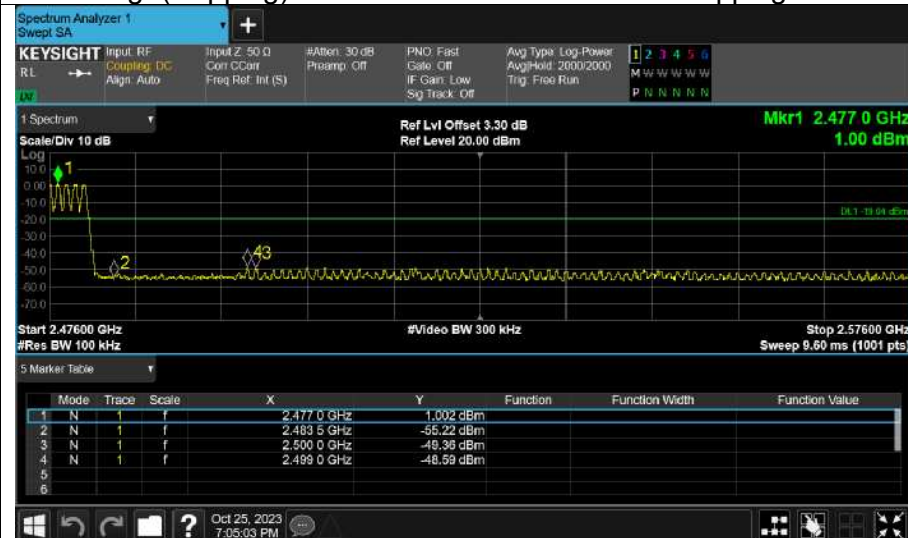 Spectrum Analyzer 1
Swept SA
+
KEYSIGHT
RL
Input: RF
Coupling: DC
Align: Auto
Input Z: 50 Ω
Corr CCorr
Freq Ref: Int (S)
#Atten: 30 dB
Preamp: Off
PNO: Fast
Gate: Off
IF Gain: Low
Sig Track: Off
Avg Type: Log-Power
Avg|Hold: 2000/2000
Trig: Free Run
1 2 3 4 5 6
M W W W W W
P N N N N N
1 Spectrum
Scale/Div 10 dB
Ref Lvl Offset 3.30 dB
Ref Level 20.00 dBm
Mkr1 2.477 0 GHz
1.00 dBm
Log
10.0
0.00
-10.0
-20.0
-30.0
-40.0
-50.0
-60.0
-70.0
1
2
43
DL1 -19.04 dBm
Start 2.47600 GHz
#Video BW 300 kHz
Stop 2.57600 GHz
#Res BW 100 kHz
Sweep 9.60 ms (1001 pts)
5 Marker Table
Mode Trace Scale X Y Function Function Width Function Value
1 N 1 f 2.477 0 GHz 1.002 dBm
2 N 1 f 2.483 5 GHz -55.22 dBm
3 N 1 f 2.500 0 GHz -49.36 dBm
4 N 1 f 2.499 0 GHz -48.59 dBm
5
6
?
Oct 25, 2023
7:05:03 PM